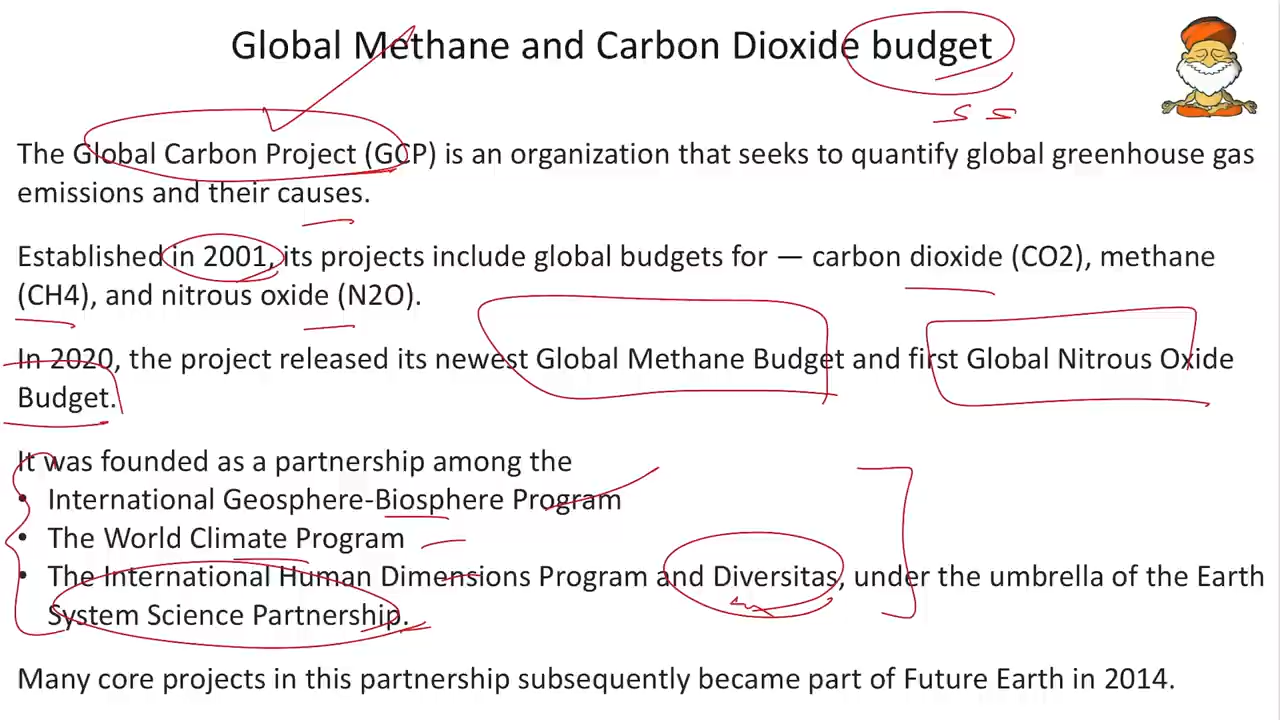 Global Methane and Carbon Dioxide budget
S S
The Global Carbon Project (GCP) is an organization that seeks to quantify global greenhouse gas
emissions and their causes.
Established in 2001, its projects include global budgets for — carbon dioxide (CO2), methane
(CH4), and nitrous oxide (N2O).
In 2020, the project released its newest Global Methane Budget and first Global Nitrous Oxide
Budget.
It was founded as a partnership among the
• International Geosphere-Biosphere Program
• The World Climate Program
• The International Human Dimensions Program and Diversitas, under the umbrella of the Earth
System Science Partnership.
Many core projects in this partnership subsequently became part of Future Earth in 2014.